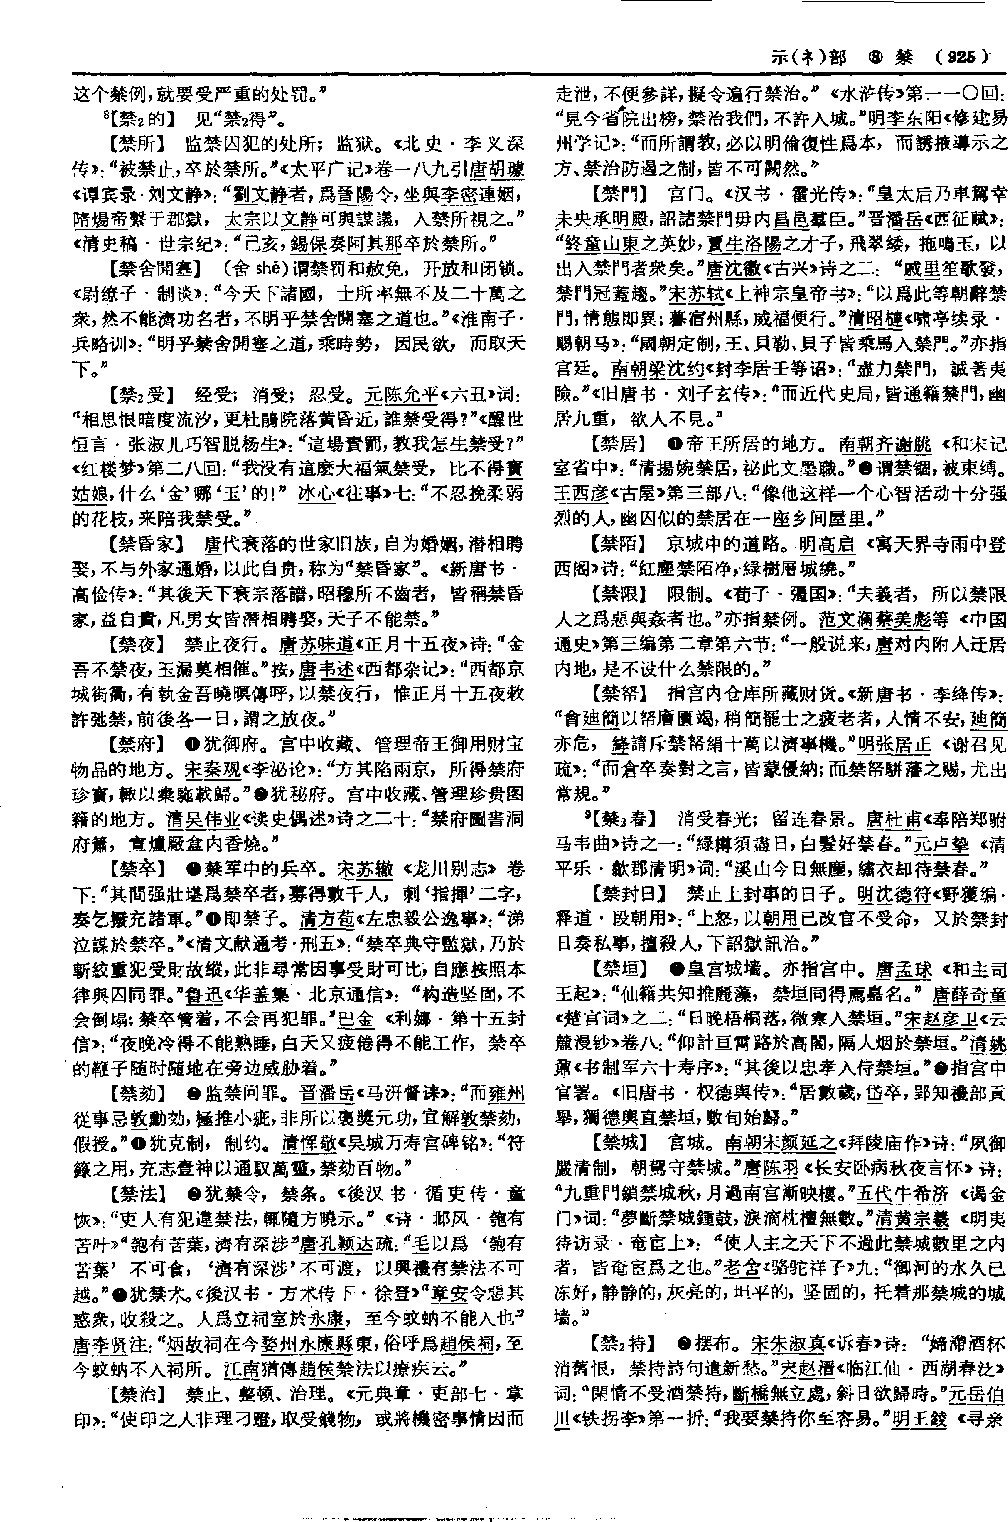 示(礻)部 ⑧ 禁 (925)
这个禁例,就要受严重的处罚。”
⁸【禁₂的】 见“禁₂得”。
【禁所】 监禁囚犯的处所；监狱。《北史·李义深
传》:“被禁止,卒於禁所。”《太平广记》卷一八九引唐胡璩
《谭宾录·刘文静》:“劉文静者,爲晉陽令,坐與李密連姻,
隋煬帝繫于郡獄， 太宗以文静可與謀議， 入禁所視之。”
《清史稿·世宗纪》:“己亥,錫保奏阿其那卒於禁所。”
【禁舍開塞】 (舍 shě)谓禁罚和赦免， 开放和闭锁。
《尉缭子·制谈》:“今天下諸國， 士所率無不及二十萬之
衆,然不能濟功名者,不明乎禁舍開塞之道也。”《淮南子·
兵略训》:“明乎禁舍開塞之道,乘時勢， 因民欲， 而取天
下。”
【禁₂受】 经受；消受；忍受。元陈允平《六丑》词:
“相思恨暗度流汐,更杜鵑院落黄昏近,誰禁受得?”《醒世
恒言·张淑儿巧智脱杨生》:“這場責罰,教我怎生禁受?”
《红楼梦》第二八回:“我没有這麽大福氣禁受， 比不得寶
姑娘,什么‘金’哪‘玉’的!” 冰心《往事》七:“不忍挽柔弱
的花枝,来陪我禁受。”
【禁昏家】 唐代衰落的世家旧族,自为婚姻,潜相聘
娶,不与外家通婚,以此自贵,称为“禁昏家”。《新唐书·
高俭传》:“其後天下衰宗落譜,昭穆所不齒者， 皆稱禁昏
家,益自貴,凡男女皆潛相聘娶,天子不能禁。”
【禁夜】 禁止夜行。唐苏味道《正月十五夜》诗:“金
吾不禁夜,玉漏莫相催。”按,唐韦述《西都杂记》:“西都京
城街衢,有執金吾曉暝傳呼,以禁夜行， 惟正月十五夜敕
許弛禁,前後各一日,謂之放夜。”
【禁府】 ❶犹御府。宫中收藏、管理帝王御用财宝
物品的地方。宋秦观《李泌论》:“方其陷兩京， 所得禁府
珍寶,輙以橐駞載歸。”❷犹秘府。宫中收藏、管理珍贵图
籍的地方。清吴伟业《读史偶述》诗之二十:“禁府圖書洞
府簫， 宣爐厰盒内香燒。”
【禁卒】 ❶禁军中的兵卒。宋苏辙 《龙川别志》 卷
下:“其間强壯堪爲禁卒者,募得數千人， 刺‘指揮’二字,
奏乞撥充諸軍。”❷即禁子。清方苞《左忠毅公逸事》:“涕
泣謀於禁卒。”《清文献通考·刑五》:“禁卒典守監獄,乃於
斬絞重犯受財故縱,此非尋常因事受財可比,自應按照本
律與囚同罪。”鲁迅《华盖集·北京通信》: “构造坚固,不
会倒塌；禁卒管着,不会再犯罪。”巴金 《利娜·第十五封
信》:“夜晚冷得不能熟睡,白天又疲倦得不能工作， 禁卒
的鞭子随时随地在旁边威胁着。”
【禁劾】 ❶监禁问罪。晋潘岳《马汧督诔》:“而雍州
從事忌敦勳効,極推小疵,非所以褒獎元功,宜解敦禁劾,
假授。”❷犹克制， 制约。清恽敬《吴城万寿宫碑铭》:“符
籙之用,充志壹神以通馭萬靈,禁劾百物。”
【禁法】 ❶犹禁令， 禁条。《後汉书·循吏传·童
恢》:“吏人有犯違禁法,輒隨方曉示。” 《诗·邶风·匏有
苦叶》“匏有苦葉,濟有深涉”唐孔颖达疏:“毛以爲 ‘匏有
苦葉’ 不可食， ‘濟有深涉’不可渡， 以興禮有禁法不可
越。”❷犹禁术。《後汉书·方术传下·徐登》“章安令惡其
惑衆,收殺之。人爲立祠室於永康， 至今蚊蚋不能入也”
唐李贤注:“炳故祠在今婺州永康縣東,俗呼爲趙侯祠,至
今蚊蚋不入祠所。江南猶傳趙侯禁法以療疾云。”
【禁治】 禁止、整顿、治理。《元典章·吏部七·掌
印》:“使印之人非理刁蹬,取受錢物， 或將機密事情因而
走泄,不便參詳,擬令遍行禁治。” 《水浒传》第一一〇回:
“見今省院出榜,禁治我們,不許入城。”明李东阳《修建易
州学记》:“而所謂教,必以明倫復性爲本， 而誘掖導示之
方、禁治防遏之制,皆不可闕然。”
【禁門】 宫门。《汉书·霍光传》:“皇太后乃車駕幸
未央承明殿,詔諸禁門毋内昌邑羣臣。”晋潘岳《西征赋》:
“終童山東之英妙,賈生洛陽之才子,飛翠緌， 拖鳴玉， 以
出入禁門者衆矣。”唐沈徽《古兴》诗之二: “戚里笙歌發,
禁門冠蓋趨。”宋苏轼《上神宗皇帝书》:“以爲此等朝辭禁
門,情態即異；暮宿州縣,威福便行。”清昭槤《啸亭续录·
赐朝马》:“國朝定制,王、貝勒、貝子皆乘馬入禁門。”亦指
宫廷。南朝梁沈约《封李居壬等诏》:“盡力禁門， 誠著夷
險。”《旧唐书·刘子玄传》:“而近代史局,皆通籍禁門,幽
居九重， 欲人不見。”
【禁居】 ❶帝王所居的地方。 南朝齐谢朓 《和宋记
室省中》:“清揚婉禁居,祕此文墨職。”❷谓禁锢,被束缚。
王西彦《古屋》第三部八:“像他这样一个心智活动十分强
烈的人,幽囚似的禁居在一座乡间屋里。”
【禁陌】 京城中的道路。明高启 《寓天界寺雨中登
西阁》诗:“紅塵禁陌净,緑樹層城繞。”
【禁限】 限制。《荀子·彊国》:“夫義者， 所以禁限
人之爲惡與姦者也。”亦指禁例。范文澜蔡美彪等 《中国
通史》第三编第二章第六节:“一般说来,唐对内附人迁居
内地,是不设什么禁限的。”
【禁帑】 指宫内仓库所藏财货。《新唐书·李绛传》:
“會迪簡以帑廥匱竭,稍簡罷士之疲老者,人情不安,迪簡
亦危， 絳請斥禁帑絹十萬以濟事機。”明张居正 《谢召见
疏》:“而倉卒奏對之言,皆蒙優納；而禁帑駢蕃之賜,尤出
常規。”
⁹【禁₂春】 消受春光；留连春景。唐杜甫《奉陪郑驸
马韦曲》诗之一:“緑樽須盡日,白髮好禁春。”元卢挚 《清
平乐·歙郡清明》词:“溪山今日無塵,繡衣却待禁春。”
【禁封日】 禁止上封事的日子。明沈德符《野獲编·
释道·段朝用》:“上怒,以朝用已改官不受命， 又於禁封
日奏私事,擅殺人,下詔獄訊治。”
【禁垣】 ❶皇宫城墙。亦指宫中。唐孟球 《和主司
王起》:“仙籍共知推麗藻， 禁垣同得薦嘉名。” 唐薛奇童
《楚宫词》之二:“日晚梧桐落,微寒入禁垣。”宋赵彦卫《云
麓漫钞》卷八:“仰計亘霄路於高閣,隔人烟於禁垣。”清姚
鼐《书制军六十寿序》:“其後以忠孝入侍禁垣。”❷指宫中
官署。《旧唐书·权德舆传》:“居數歲,岱卒,郢知禮部貢
舉,獨德輿直禁垣,數旬始歸。”
【禁城】 宫城。南朝宋颜延之《拜陵庙作》诗:“夙御
嚴清制， 朝駕守禁城。”唐陈羽《长安卧病秋夜言怀》诗:
“九重門鎖禁城秋,月過南宫漸映樓。”五代牛希济 《谒金
门》词:“夢斷禁城鍾鼓,淚滴枕檀無數。”清黄宗羲 《明夷
待访录·奄宦上》: “使人主之天下不過此禁城數里之内
者， 皆奄宦爲之也。”老舍《骆驼祥子》九:“御河的水久已
冻好,静静的,灰亮的,坦平的,坚固的,托着那禁城的城
墙。”
【禁₂持】 ❶摆布。宋朱淑真《诉春》诗: “婦滯酒杯
消舊恨， 禁持詩句遣新愁。”宋赵溍《临江仙·西湖春泛》
词:“閑情不受酒禁持,斷橋無立處,斜日欲歸時。”元岳伯
川《铁拐李》第一折:“我要禁持你至容易。”明王錂 《寻亲